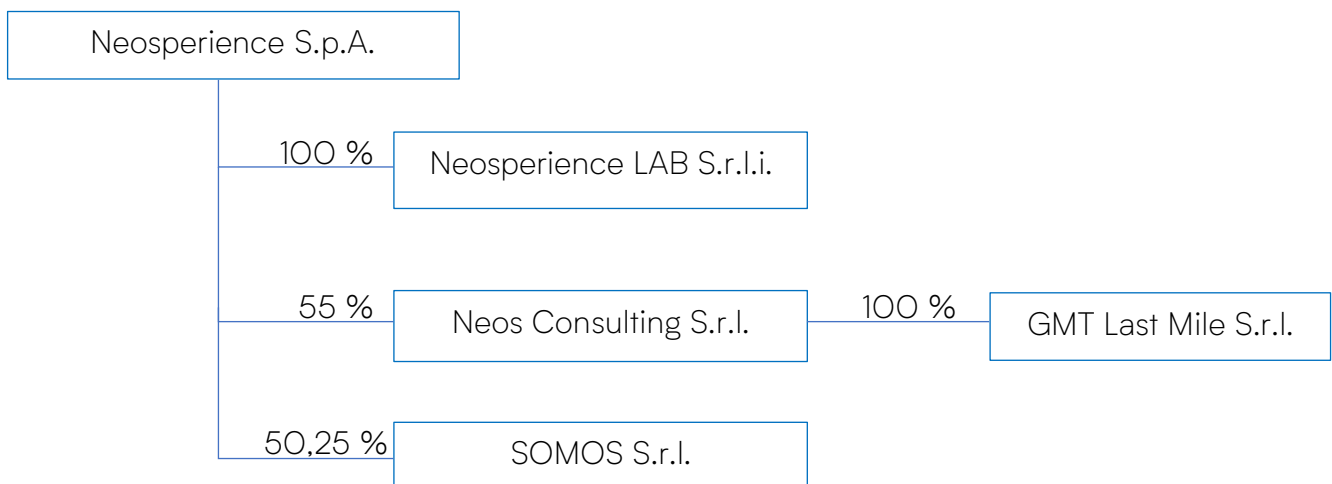 Neosperience S.p.A.
100 %
Neosperience LAB S.r.l.i.
55 %
Neos Consulting S.r.l.
100 %
GMT Last Mile S.r.l.
50,25 %
SOMOS S.r.l.